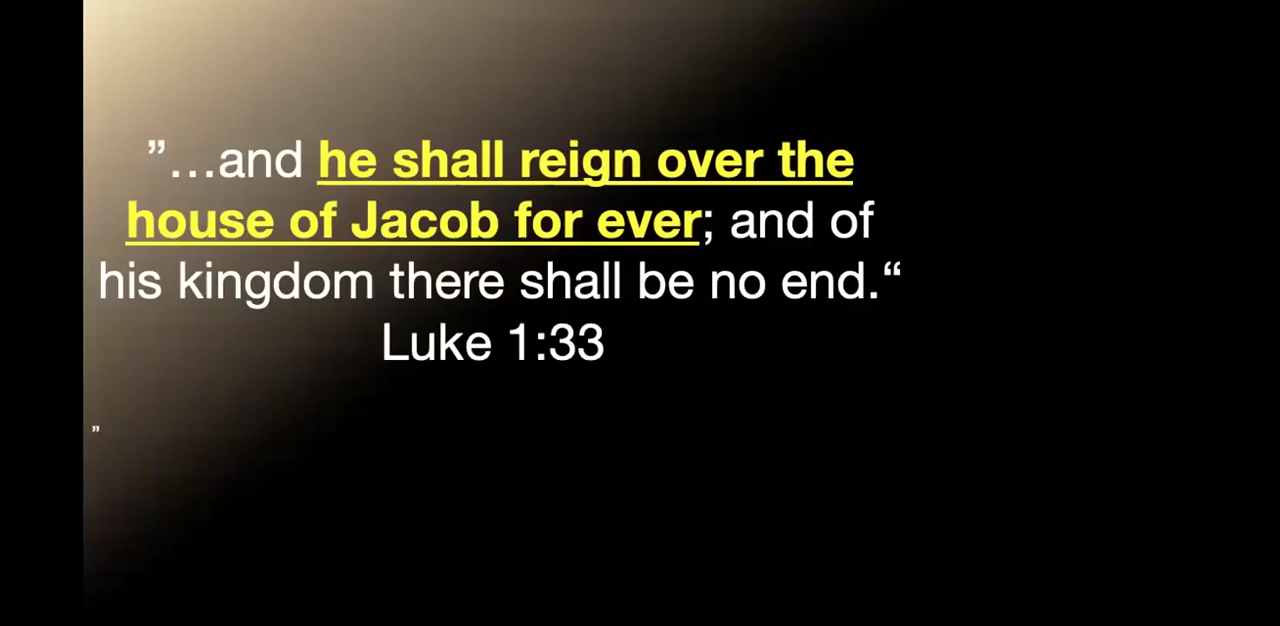 ”…and he shall reign over the
house of Jacob for ever; and of
his kingdom there shall be no end.“
Luke 1:33
”